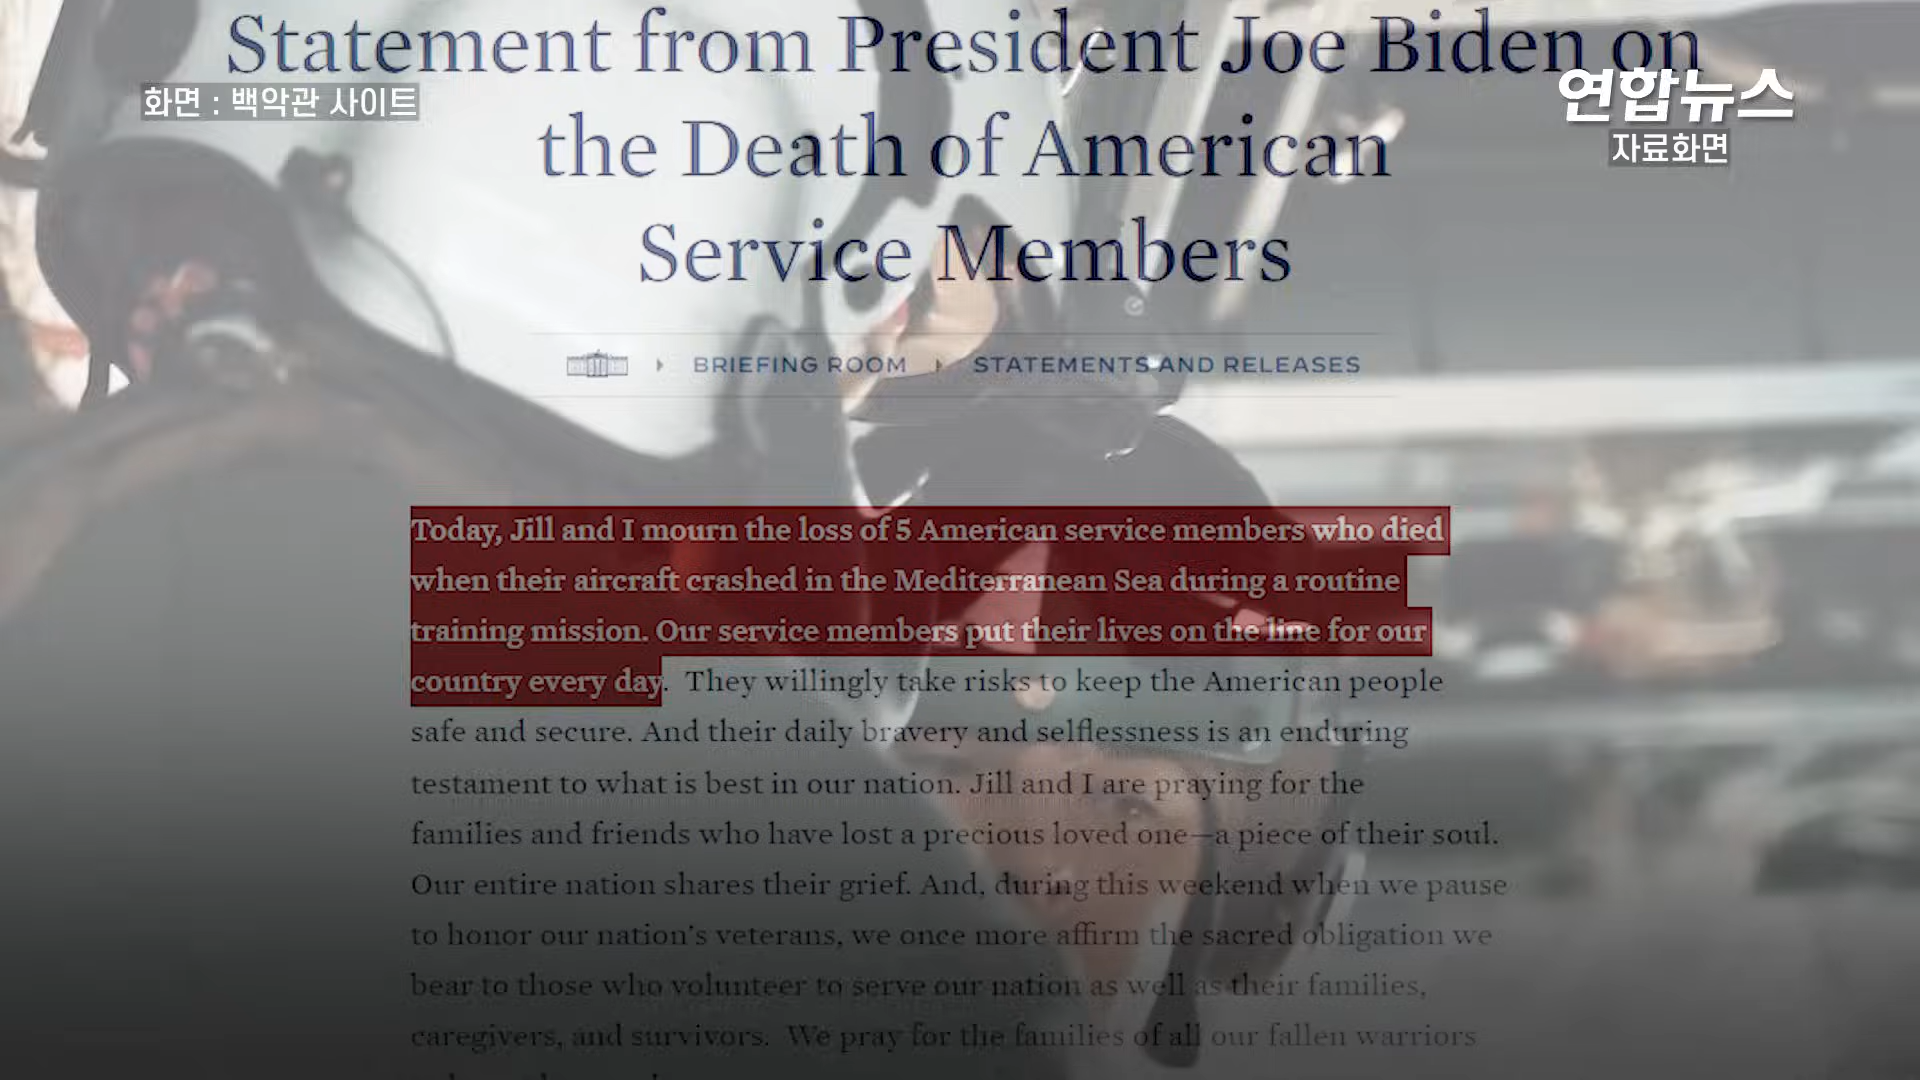 Statement from President Joe Biden on
the Death of American
Service Members
화면 : 백악관 사이트
연합뉴스
자료화면
BRIEFING ROOM
STATEMENTS AND RELEASES
Today, Jill and I mourn the loss of 5 American service members who died
when their aircraft crashed in the Mediterranean Sea during a routine
training mission. Our service members put their lives on the line for our
country every day.  They willingly take risks to keep the American people
safe and secure. And their daily bravery and selflessness is an enduring
testament to what is best in our nation. Jill and I are praying for the
families and friends who have lost a precious loved one—a piece of their soul.
Our entire nation shares their grief. And, during this weekend when we pause
to honor our nation's veterans, we once more affirm the sacred obligation we
bear to those who volunteer to serve our nation as well as their families,
caregivers, and survivors.  We pray for the families of all our fallen warriors